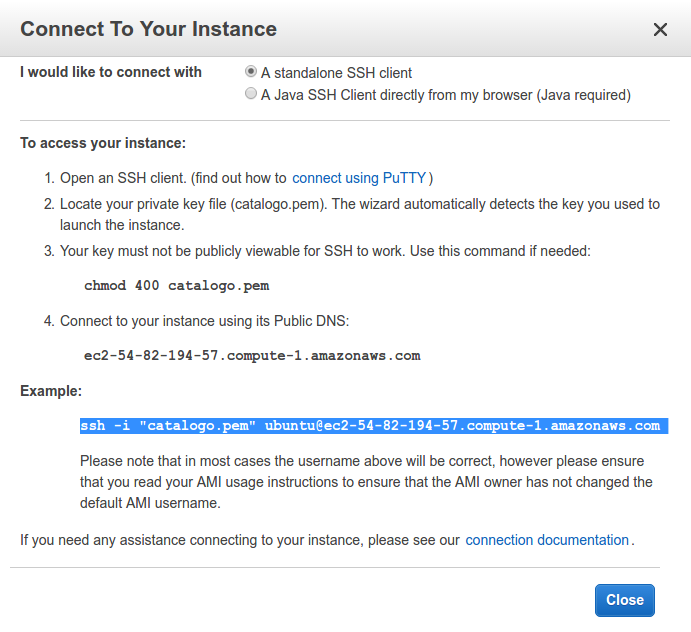 Connect To Your Instance
I would like to connect with
A standalone SSH client
A Java SSH Client directly from my browser (Java required)
To access your instance:
1. Open an SSH client. (find out how to connect using PuTTY)
2. Locate your private key file (catalogo.pem). The wizard automatically detects the key you used to
launch the instance.
3. Your key must not be publicly viewable for SSH to work. Use this command if needed:
chmod 400 catalogo.pem
4. Connect to your instance using its Public DNS:
ec2-54-82-194-57.compute-1.amazonaws.com
Example:
ssh -i "catalogo.pem" ubuntu@ec2-54-82-194-57.compute-1.amazonaws.com
Please note that in most cases the username above will be correct, however please ensure
that you read your AMI usage instructions to ensure that the AMI owner has not changed the
default AMI username.
If you need any assistance connecting to your instance, please see our connection documentation.
Close